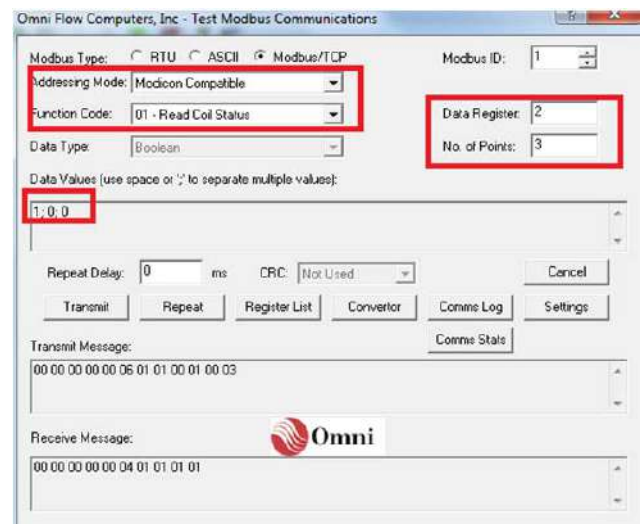 Omni Flow Computers, Inc - Test Modbus Communications
Modbus Type: RTU ASCII Modbus/TCP Modbus ID: 1
Addressing Mode: Modicon Compatible
Function Code: 01 - Read Coil Status Data Register: 2
Data Type: Boolean No. of Points: 3
Data Values (use space or ';' to separate multiple values):
1; 0; 0
Repeat Delay: 0 ms CRC: Not Used Cancel
Transmit Repeat Register List Convertor Comms Log Settings
Transmit Message: Comms Stats
00 00 00 00 00 06 01 01 00 01 00 03
Receive Message: Omni
00 00 00 00 00 04 01 01 01 01